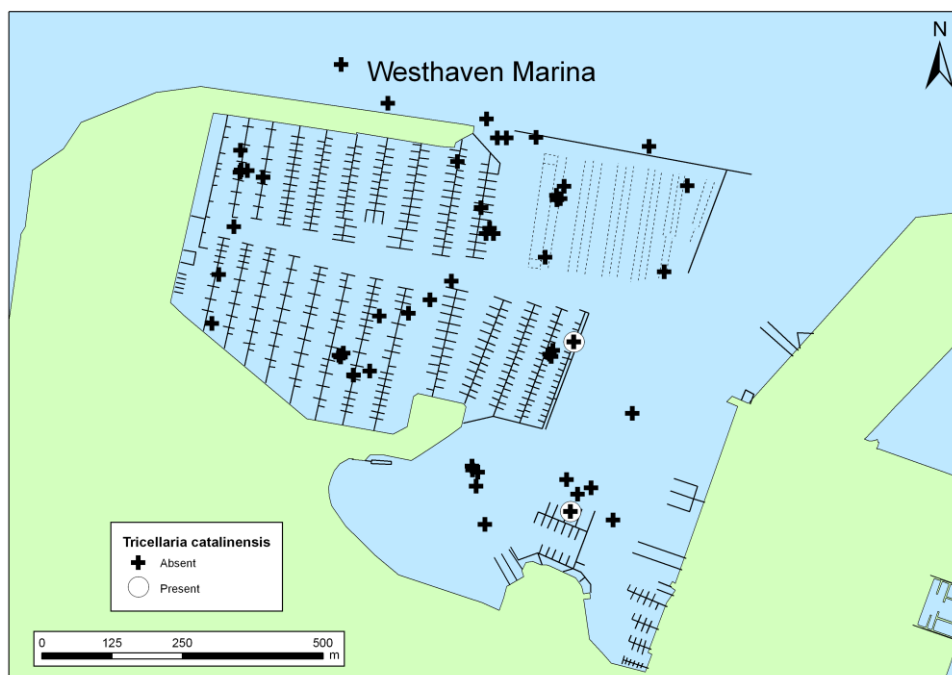 N
Westhaven Marina
Tricellaria catalinensis
Absent
Present
0 125 250 500
m